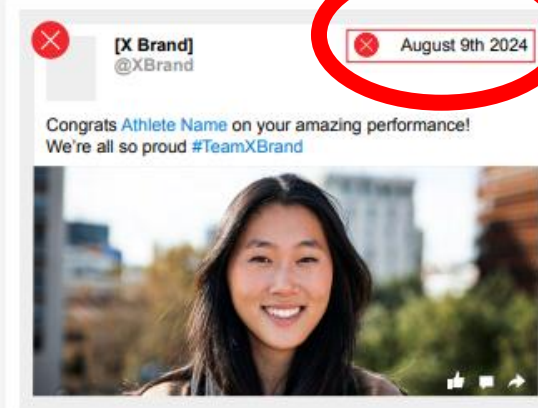 [X Brand]
@XBrand
August 9th 2024
Congrats Athlete Name on your amazing performance!
We're all so proud #TeamXBrand